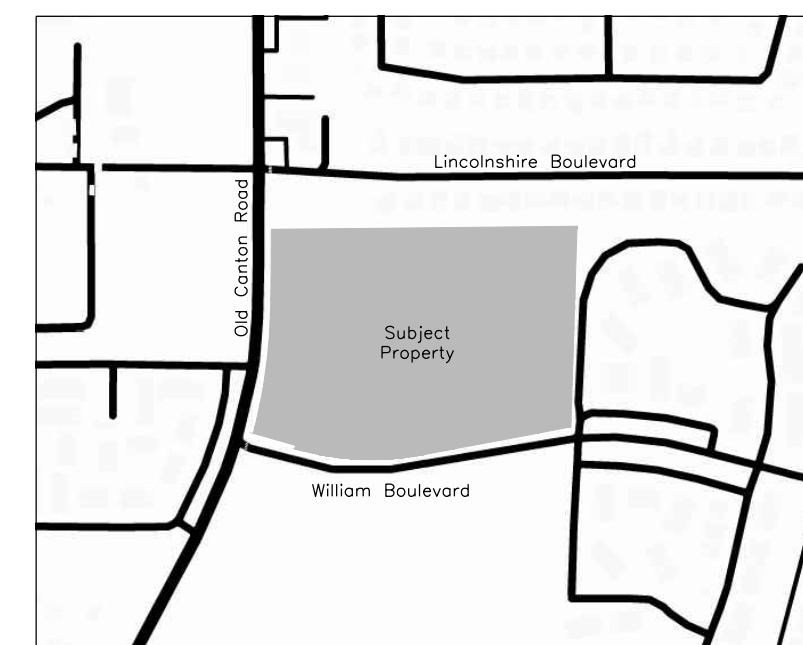 Lincolnshire Boulevard
Old Canton Road
Subject
Property
William Boulevard